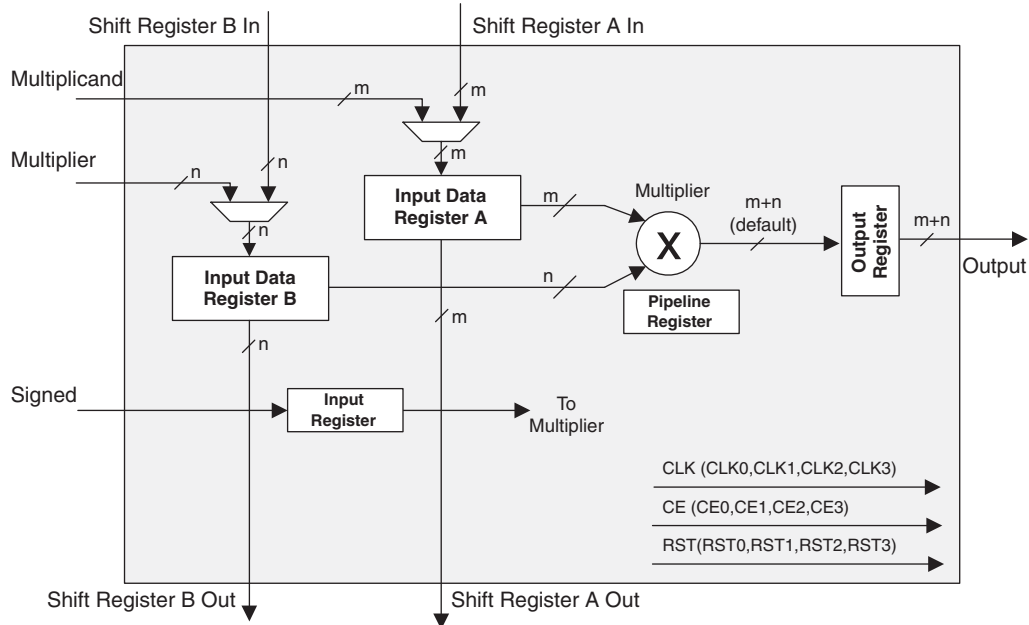 Shift Register B In
Shift Register A In
Multiplicand
m
m
Multiplier
n
n
m
Input Data
Register A
m
Multiplier
X
m+n
(default)
Output
Register
m+n
Output
n
Input Data
Register B
n
Pipeline
Register
m
n
Signed
Input
Register
To
Multiplier
CLK (CLK0,CLK1,CLK2,CLK3)
CE (CE0,CE1,CE2,CE3)
RST(RST0,RST1,RST2,RST3)
Shift Register B Out
Shift Register A Out